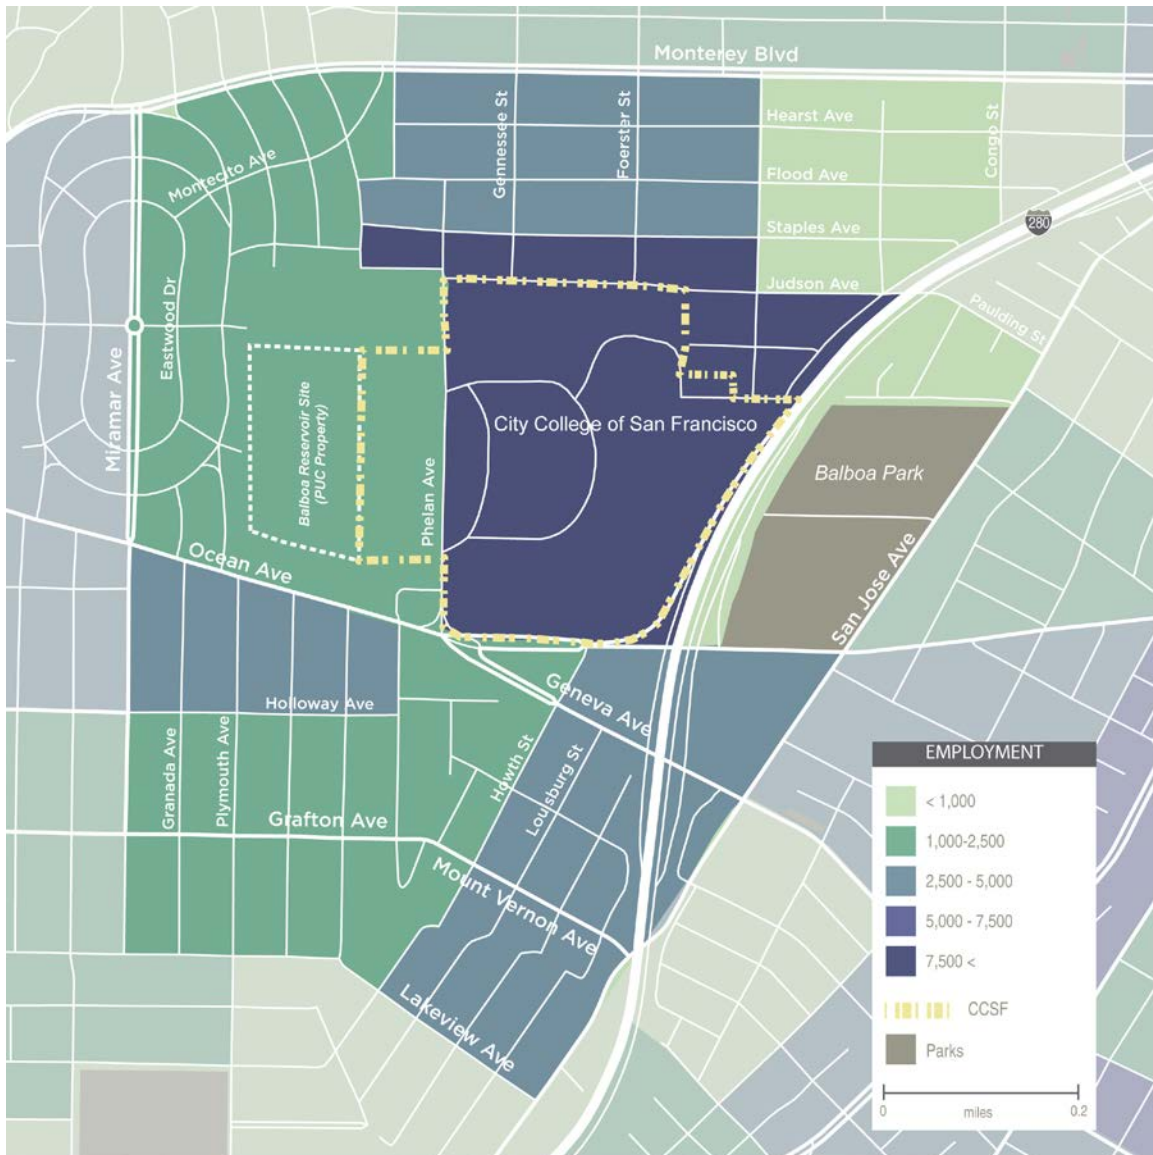 Monterey Blvd
Gennessee St
Foerster St
Hearst Ave
Congo St
Montecito Ave
Flood Ave
Staples Ave
280
Eastwood Dr
Judson Ave
Paulding St
Miramar Ave
Balboa Reservoir Site
(PUC Property)
Phelan Ave
City College of San Francisco
Balboa Park
Ocean Ave
San Jose Ave
Holloway Ave
Geneva Ave
Granada Ave
Plymouth Ave
Howth St
Louisburg St
Grafton Ave
Mount Vernon Ave
Lakeview Ave
EMPLOYMENT
< 1,000
1,000-2,500
2,500 - 5,000
5,000 - 7,500
7,500 <
CCSF
Parks
0 miles 0.2